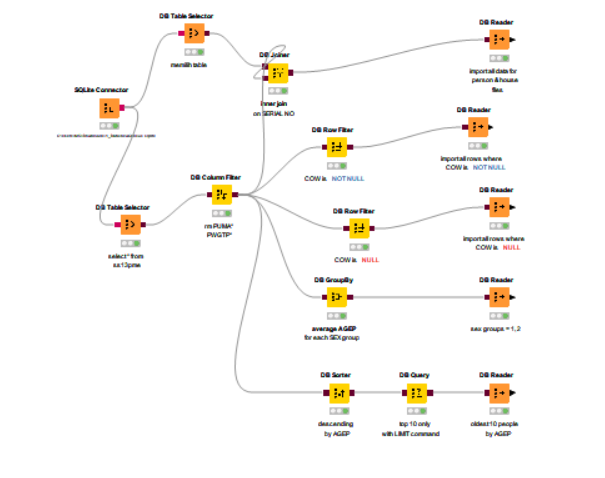 DB Table Selector
DB Joiner
inner join
on SERIAL NO
DB Reader
import all data for
person & house
files
SQLite Connector
DB Row Filter
COW is NOT NULL
DB Reader
import all rows where
COW is NOT NULL
DB Table Selector
select * from
ss13pme
DB Column Filter
rm PUMA*
PWGTP*
DB Row Filter
COW is NULL
DB Reader
import all rows where
COW is NULL
DB GroupBy
average AGEP
for each SEX group
DB Reader
sex groups = 1, 2
DB Sorter
descending
by AGEP
DB Query
top 10 only
with LIMIT command
DB Reader
oldest 10 people
by AGEP